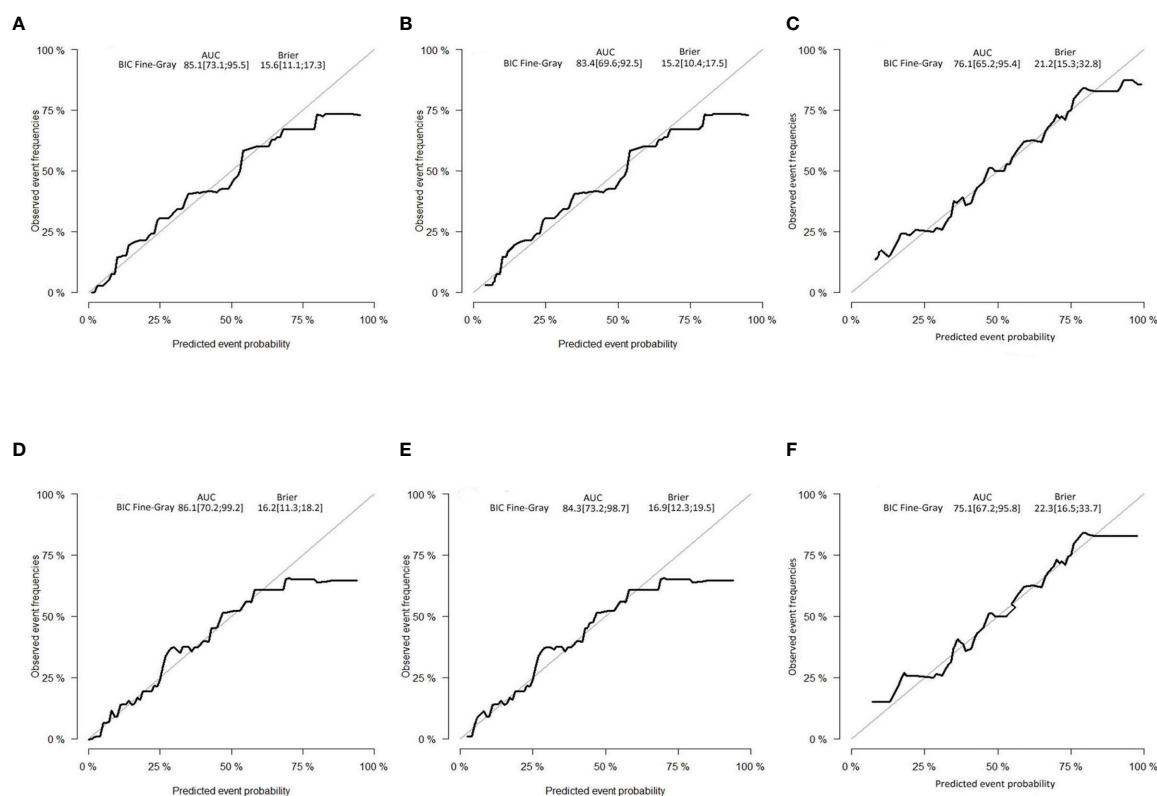 A
AUC Brier
BIC Fine-Gray 85.1[73.1;95.5] 15.6[11.1;17.3]
100 %
75 %
50 %
25 %
0 %
Observed event frequencies
0 % 25 % 50 % 75 % 100 %
Predicted event probability
B
AUC Brier
BIC Fine-Gray 83.4[69.6;92.5] 15.2[10.4;17.5]
100 %
75 %
50 %
25 %
0 %
Observed event frequencies
0 % 25 % 50 % 75 % 100 %
Predicted event probability
C
AUC Brier
BIC Fine-Gray 76.1[65.2;95.4] 21.2[15.3;32.8]
100 %
75 %
50 %
25 %
0 %
Observed event frequencies
0 % 25 % 50 % 75 % 100 %
Predicted event probability
D
AUC Brier
BIC Fine-Gray 86.1[70.2;99.2] 16.2[11.3;18.2]
100 %
75 %
50 %
25 %
0 %
Observed event frequencies
0 % 25 % 50 % 75 % 100 %
Predicted event probability
E
AUC Brier
BIC Fine-Gray 84.3[73.2;98.7] 16.9[12.3;19.5]
100 %
75 %
50 %
25 %
0 %
Observed event frequencies
0 % 25 % 50 % 75 % 100 %
Predicted event probability
F
AUC Brier
BIC Fine-Gray 75.1[67.2;95.8] 22.3[16.5;33.7]
100 %
75 %
50 %
25 %
0 %
Observed event frequencies
0 % 25 % 50 % 75 % 100 %
Predicted event probability